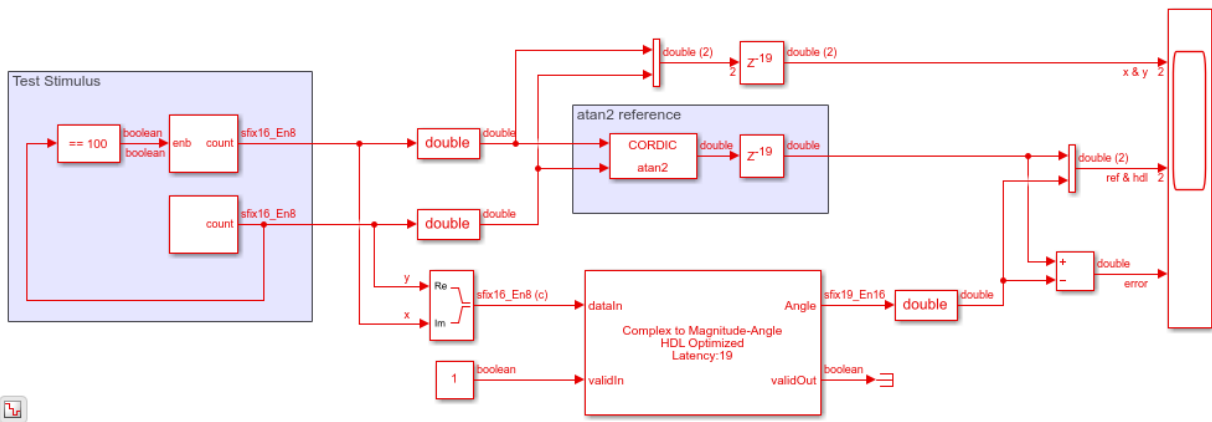 Test Stimulus
== 100
boolean
boolean
enb
count
sfix16_En8
count
sfix16_En8
double
double
double
double
double (2)
2
Z-19
double (2)
x & y 2
atan2 reference
CORDIC
atan2
double
Z-19
double
double (2)
ref & hdl 2
y
x
Re
Im
sfix16_En8 (c)
1
boolean
dataIn
validIn
Complex to Magnitude-Angle
HDL Optimized
Latency:19
Angle
validOut
sfix19_En16
boolean
double
double
+
−
double
error